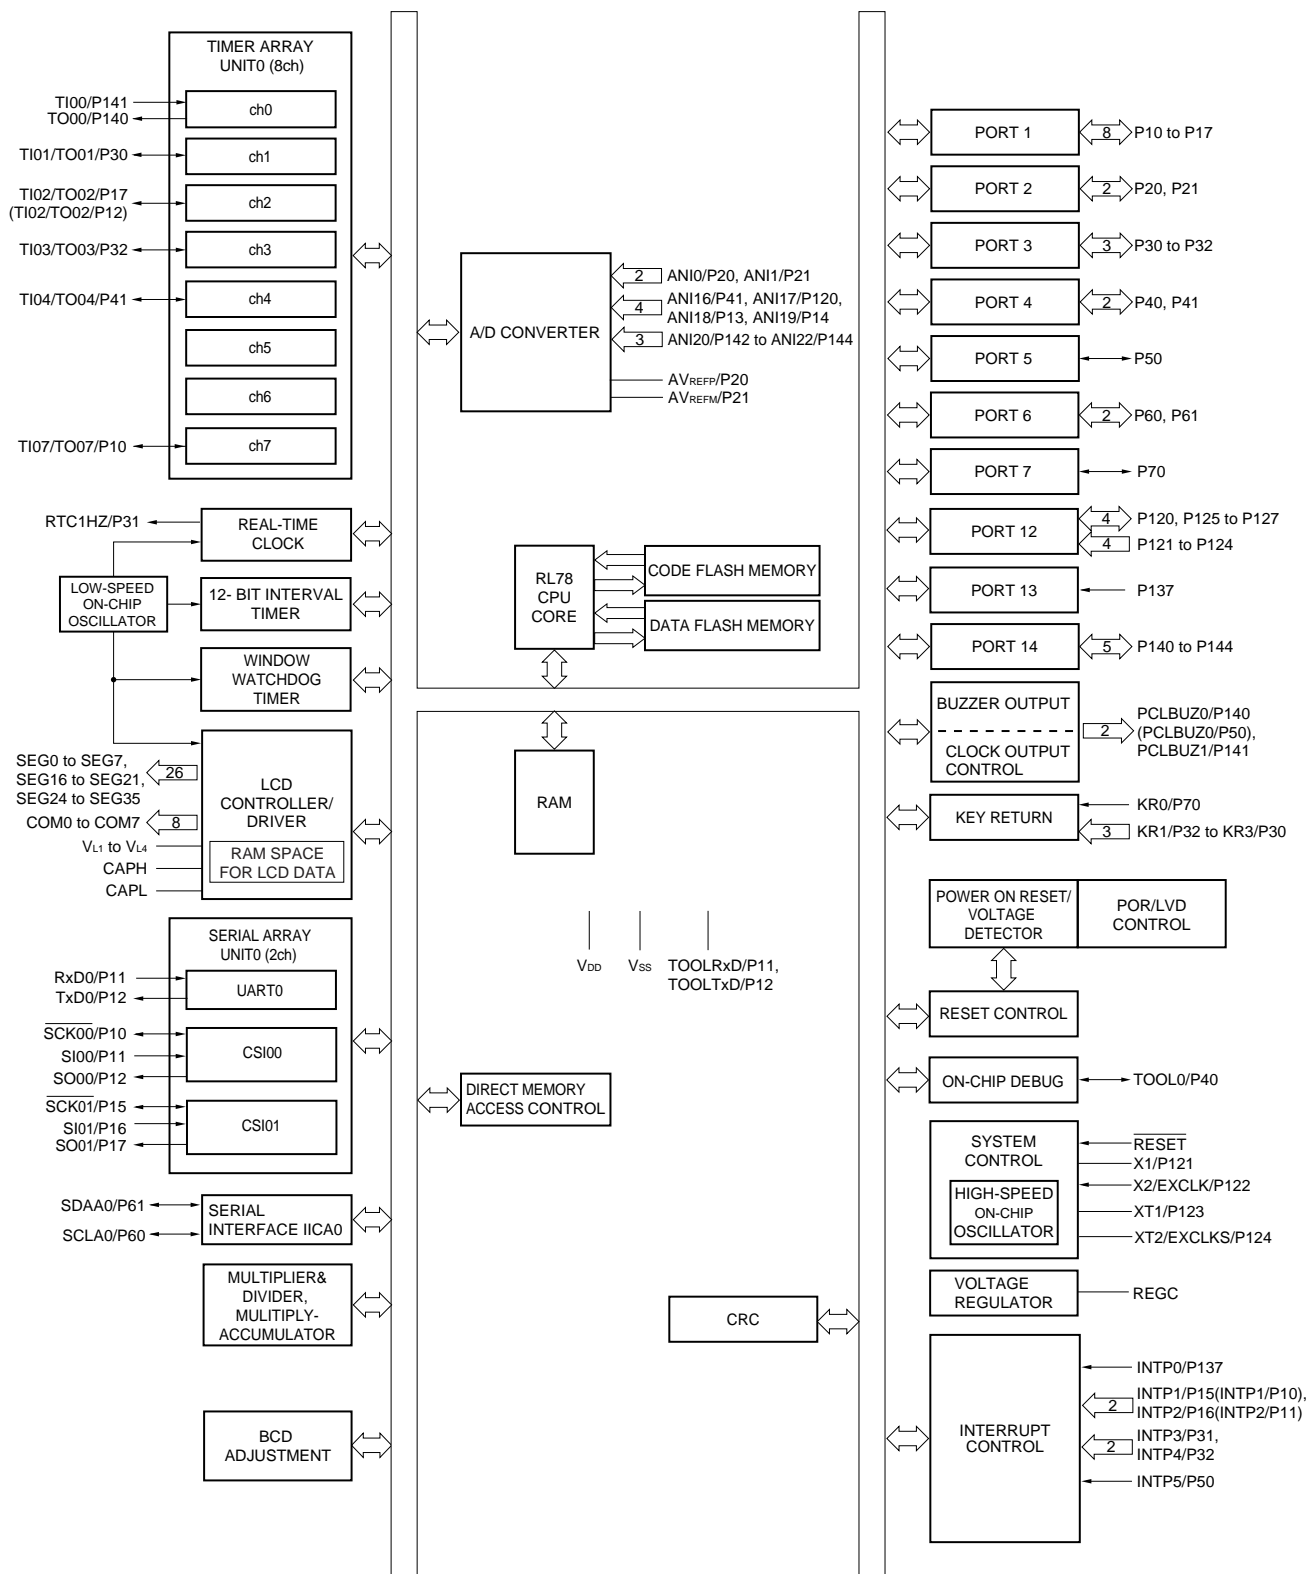 TIMER ARRAY
UNIT0 (8ch)
TI00/P141
TO00/P140
ch0
TI01/TO01/P30
ch1
TI02/TO02/P17
(TI02/TO02/P12)
ch2
TI03/TO03/P32
ch3
TI04/TO04/P41
ch4
ch5
ch6
TI07/TO07/P10
ch7
RTC1HZ/P31
REAL-TIME
CLOCK
LOW-SPEED
ON-CHIP
OSCILLATOR
12- BIT INTERVAL
TIMER
WINDOW
WATCHDOG
TIMER
SEG0 to SEG7,
SEG16 to SEG21,
SEG24 to SEG35
26
COM0 to COM7
8
VL1 to VL4
CAPH
CAPL
LCD
CONTROLLER/
DRIVER
RAM SPACE
FOR LCD DATA
SERIAL ARRAY
UNIT0 (2ch)
RxD0/P11
TxD0/P12
UART0
SCK00/P10
SI00/P11
SO00/P12
CSI00
SCK01/P15
SI01/P16
SO01/P17
CSI01
SDAA0/P61
SCLA0/P60
SERIAL
INTERFACE IICA0
MULTIPLIER&
DIVIDER,
MULITIPLY-
ACCUMULATOR
BCD
ADJUSTMENT
A/D CONVERTER
2
ANI0/P20, ANI1/P21
4
ANI16/P41, ANI17/P120,
ANI18/P13, ANI19/P14
3
ANI20/P142 to ANI22/P144
AVREFP/P20
AVREFM/P21
RL78
CPU
CORE
CODE FLASH MEMORY
DATA FLASH MEMORY
RAM
VDD
VSS
TOOLRxD/P11,
TOOLTxD/P12
DIRECT MEMORY
ACCESS CONTROL
CRC
PORT 1
8
P10 to P17
PORT 2
2
P20, P21
PORT 3
3
P30 to P32
PORT 4
2
P40, P41
PORT 5
P50
PORT 6
2
P60, P61
PORT 7
P70
PORT 12
4
P120, P125 to P127
4
P121 to P124
PORT 13
P137
PORT 14
5
P140 to P144
BUZZER OUTPUT
CLOCK OUTPUT
CONTROL
2
PCLBUZ0/P140
(PCLBUZ0/P50),
PCLBUZ1/P141
KEY RETURN
KR0/P70
3
KR1/P32 to KR3/P30
POWER ON RESET/
VOLTAGE
DETECTOR
POR/LVD
CONTROL
RESET CONTROL
ON-CHIP DEBUG
TOOL0/P40
SYSTEM
CONTROL
HIGH-SPEED
ON-CHIP
OSCILLATOR
RESET
X1/P121
X2/EXCLK/P122
XT1/P123
XT2/EXCLKS/P124
VOLTAGE
REGULATOR
REGC
INTERRUPT
CONTROL
INTP0/P137
2
INTP1/P15(INTP1/P10),
INTP2/P16(INTP2/P11)
2
INTP3/P31,
INTP4/P32
INTP5/P50